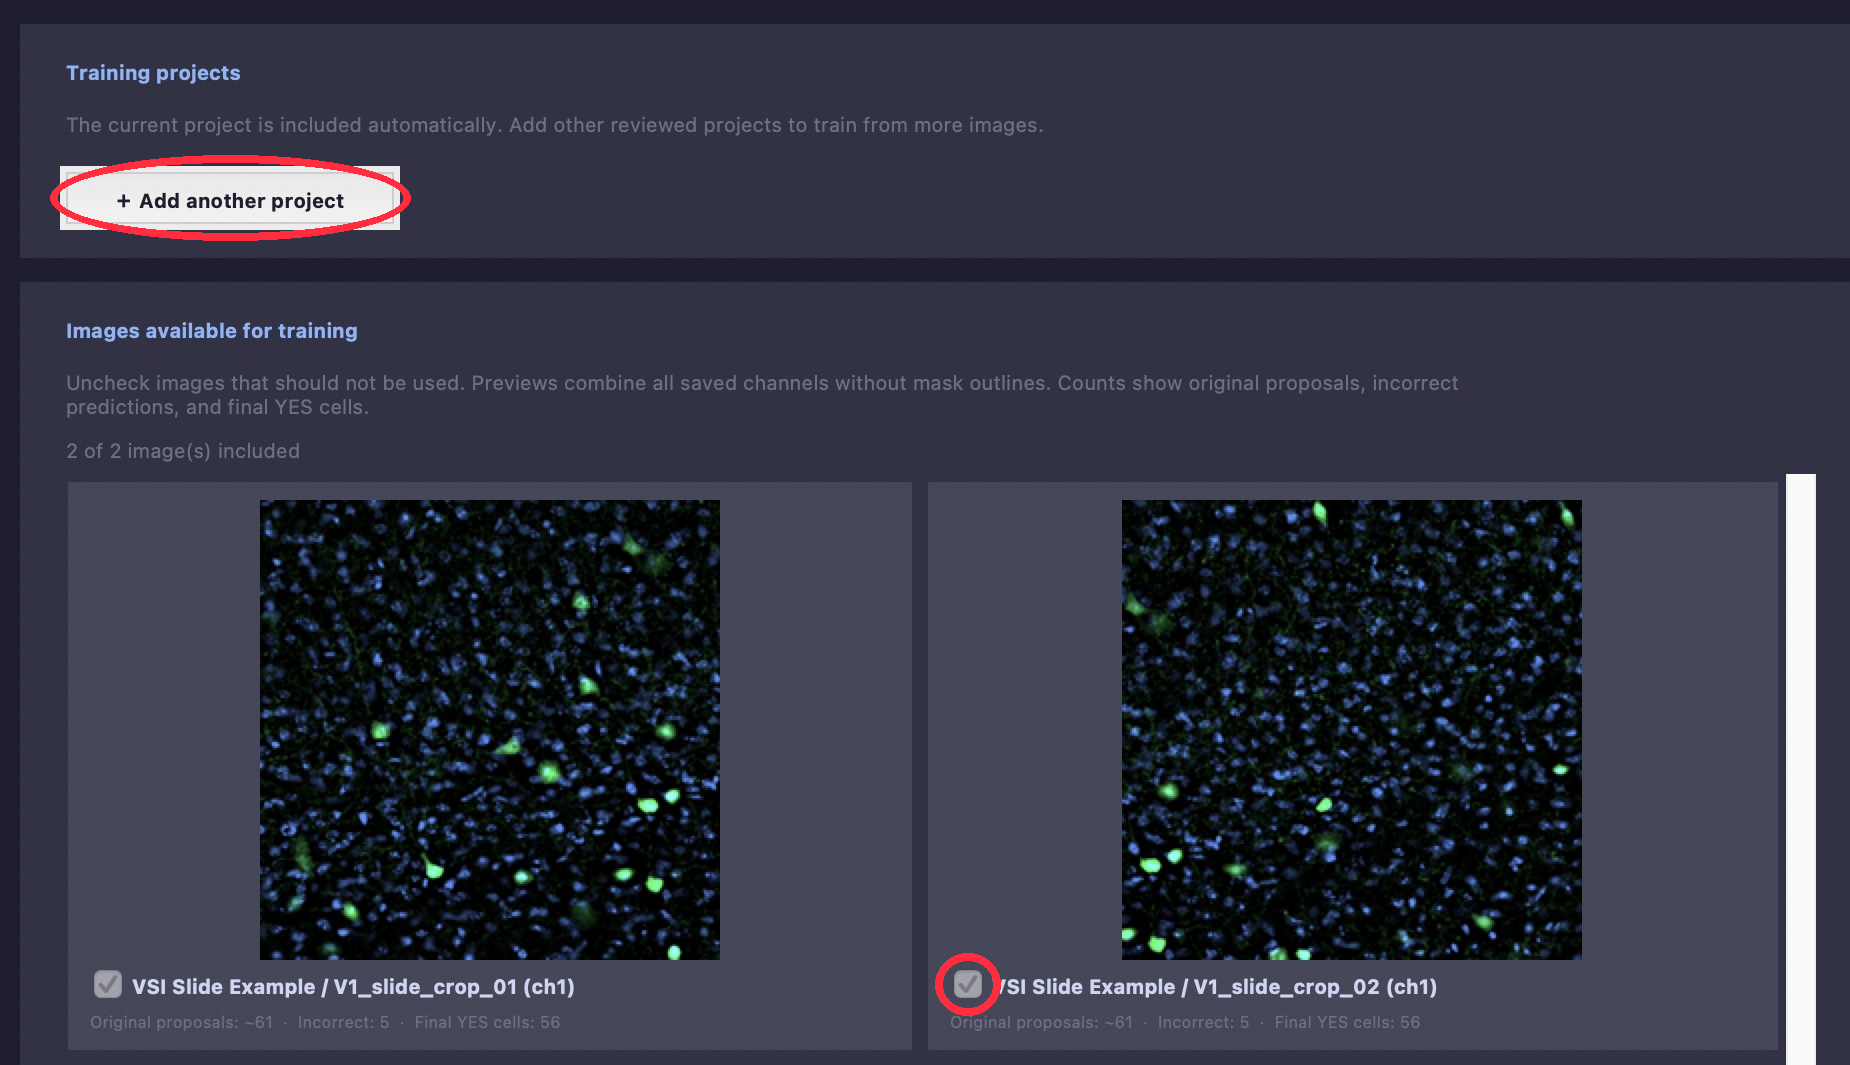 Training projects
The current project is included automatically. Add other reviewed projects to train from more images.
+ Add another project
Images available for training
Uncheck images that should not be used. Previews combine all saved channels without mask outlines. Counts show original proposals, incorrect
predictions, and final YES cells.
2 of 2 image(s) included
VSI Slide Example / V1_slide_crop_01 (ch1)
Original proposals: ~61 · Incorrect: 5 · Final YES cells: 56
VSI Slide Example / V1_slide_crop_02 (ch1)
Original proposals: ~61 · Incorrect: 5 · Final YES cells: 56